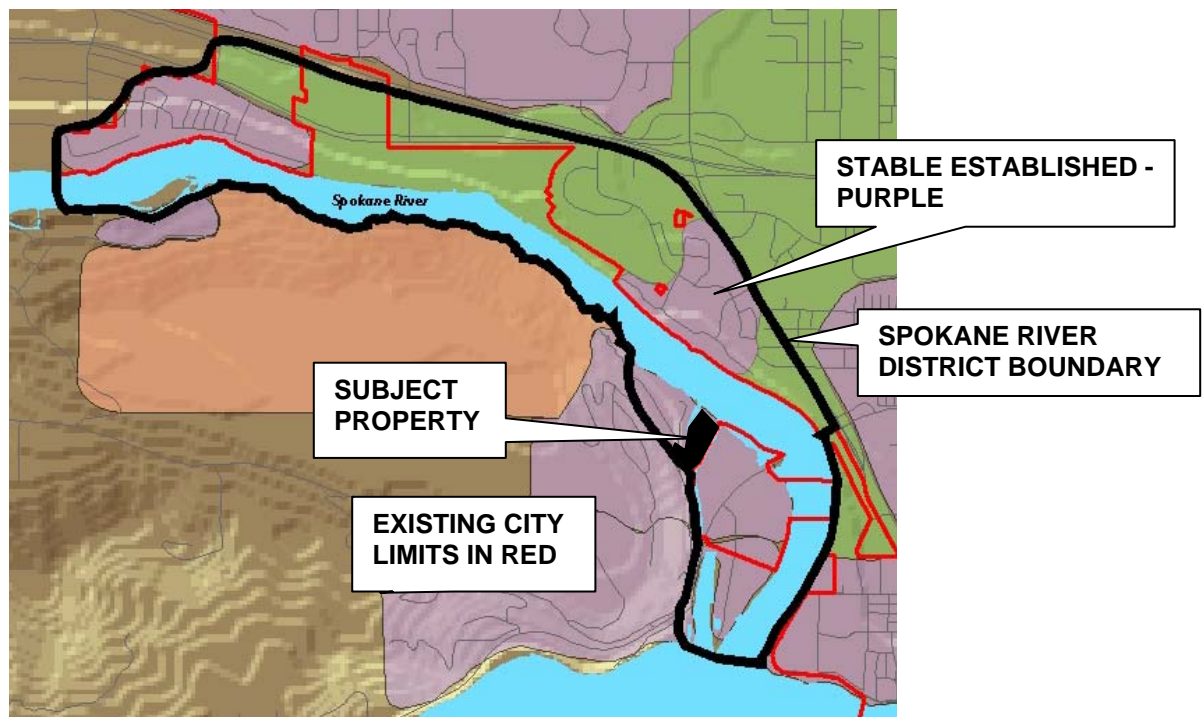 STABLE ESTABLISHED -
PURPLE
Spokane River
SPOKANE RIVER
DISTRICT BOUNDARY
SUBJECT
PROPERTY
EXISTING CITY
LIMITS IN RED